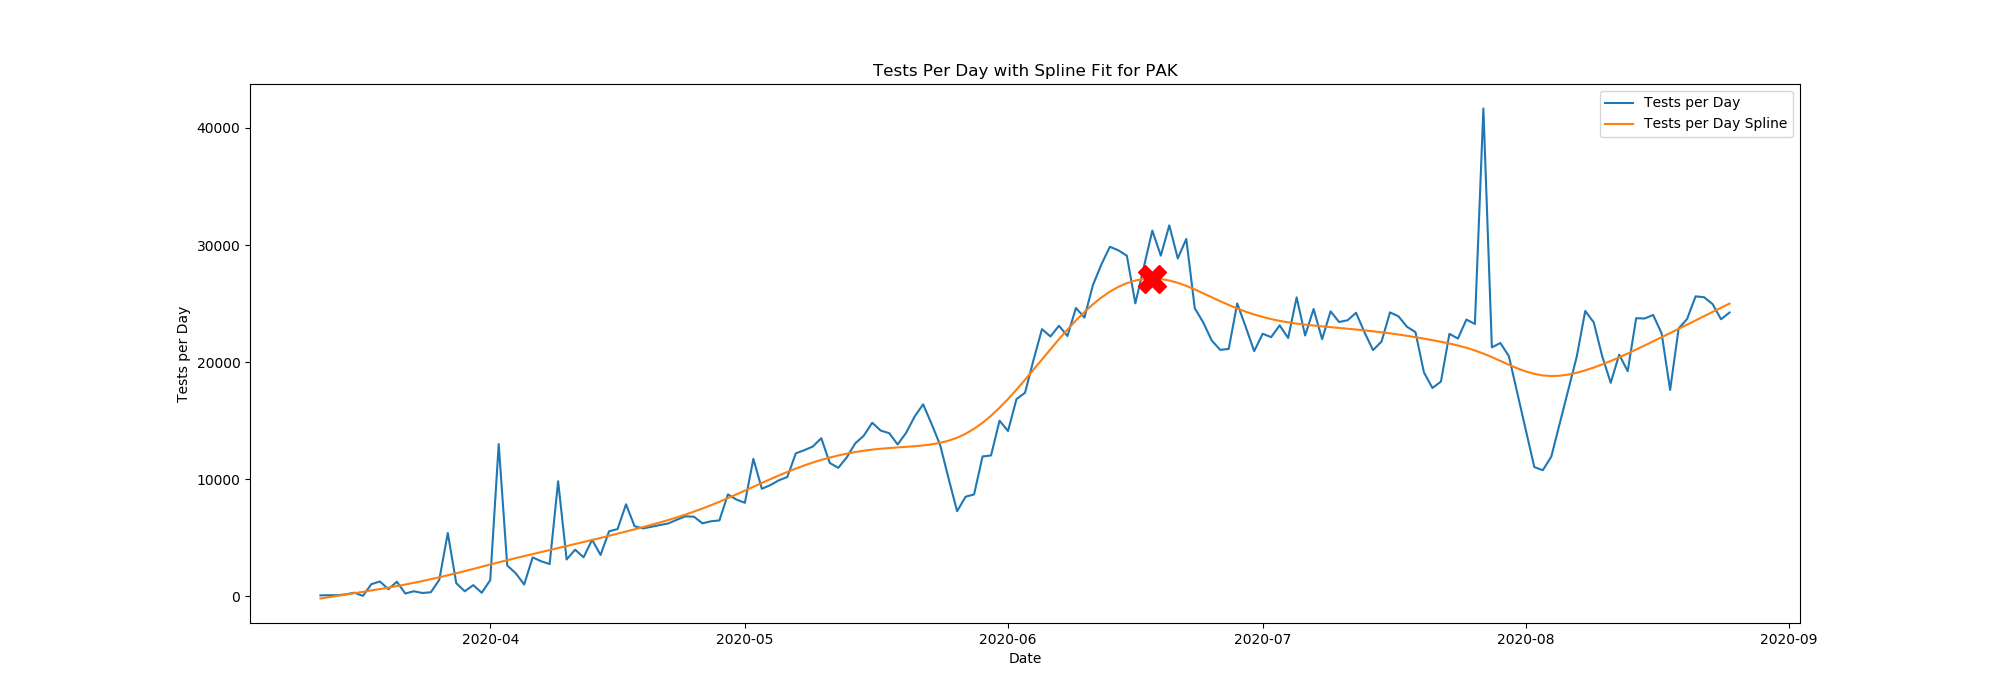 Tests Per Day with Spline Fit for PAK
Tests per Day
Tests per Day Spline
40000
30000
20000
10000
0
Tests per Day
2020-04
2020-05
2020-06
2020-07
2020-08
2020-09
Date